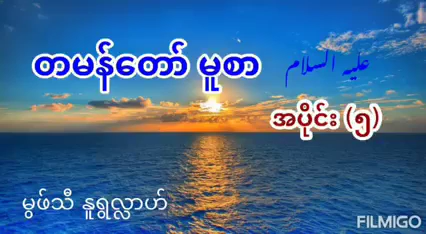 တမန်တော် မူစာ عليه السلام
အပိုင်း (၅)
မွဖ်သီ နူရွလ္လာဟ်
FILMIGO